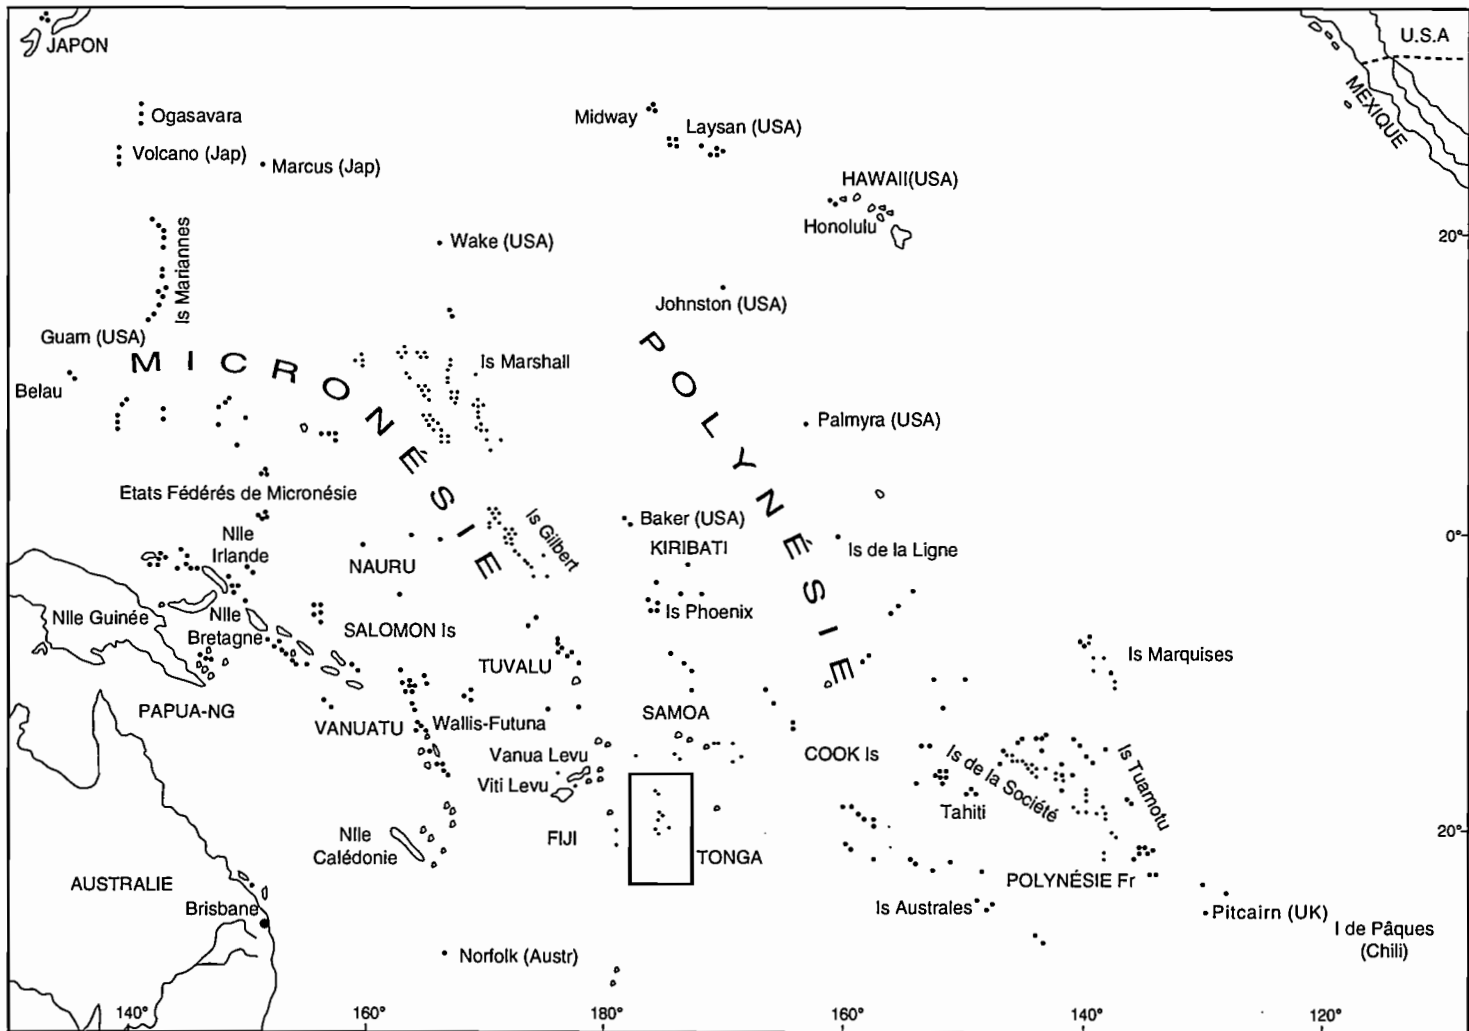 JAPON
U.S.A
MEXIQUE
Ogasavara
Midway
Laysan (USA)
Volcano (Jap)
Marcus (Jap)
HAWAII(USA)
Honolulu
20°
Is Mariannes
Wake (USA)
Johnston (USA)
Guam (USA)
MICRONÉSIE
POLYNÉSIE
Is Marshall
Belau
Palmyra (USA)
Etats Fédérés de Micronésie
Is Gilbert
Baker (USA)
KIRIBATI
Nlle
Irlande
NAURU
Is de la Ligne
0°
Nlle Guinée
Nlle
Bretagne
SALOMON Is
Is Phoenix
TUVALU
Is Marquises
PAPUA-NG
VANUATU
Wallis-Futuna
SAMOA
Vanua Levu
Viti Levu
COOK Is
Is de la Société
Tahiti
Is Tuamotu
Nlle
Calédonie
FIJI
TONGA
20°
AUSTRALIE
Brisbane
POLYNÉSIE Fr
Is Australes
Pitcairn (UK)
I de Pâques
(Chili)
Norfolk (Austr)
140°
160°
180°
160°
140°
120°